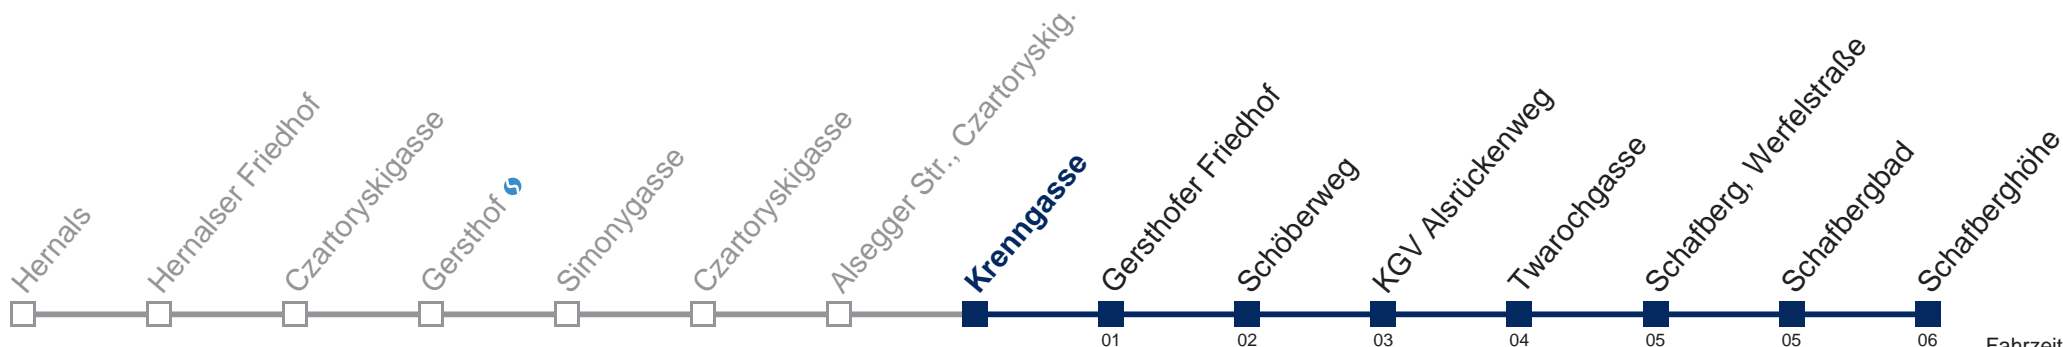 Hernals
Hernalser Friedhof
Czartoryskigasse
Gersthof
Simonygasse
Czartoryskigasse
Alsegger Str., Czartoryskig.
Krenngasse
Gersthofer Friedhof
Schöberweg
KGV Alsrückenweg
Twarochgasse
Schafberg, Werfelstraße
Schafbergbad
Schafberghöhe
01
02
03
04
05
05
06
Fahrzeit